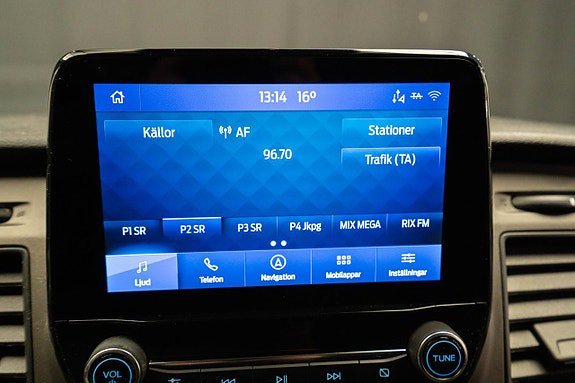 13:14 16° TA
Källor AF Stationer
96.70
Trafik (TA)
P1 SR P2 SR P3 SR P4 Jkpg MIX MEGA RIX FM
Ljud Telefon Navigation Mobilappar Inställningar
VOL TUNE